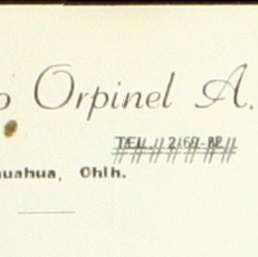 o Orpinel A.
TEL. 2169-82
uahua, Chih.